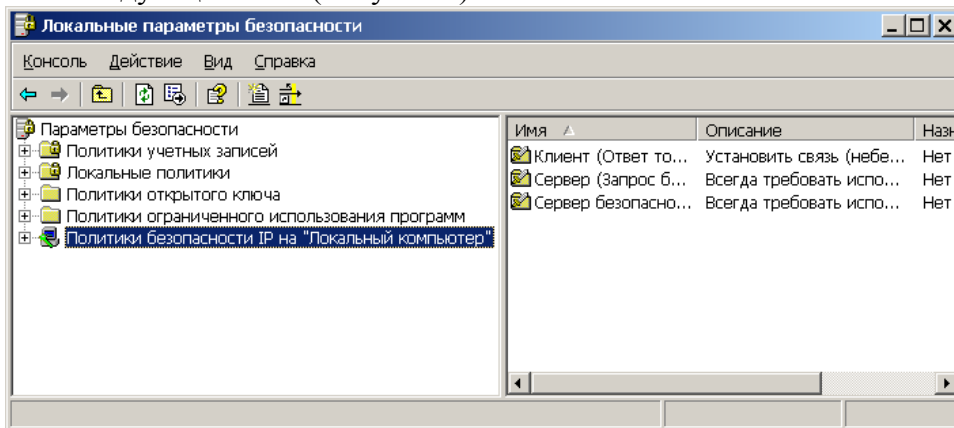 Локальные параметры безопасности
Консоль Действие Вид Справка
Параметры безопасности
Политики учетных записей
Локальные политики
Политики открытого ключа
Политики ограниченного использования программ
Политики безопасности IP на "Локальный компьютер"
Имя Описание Назн
Клиент (Ответ то... Установить связь (небе... Нет
Сервер (Запрос б... Всегда требовать испо... Нет
Сервер безопасно... Всегда требовать испо... Нет